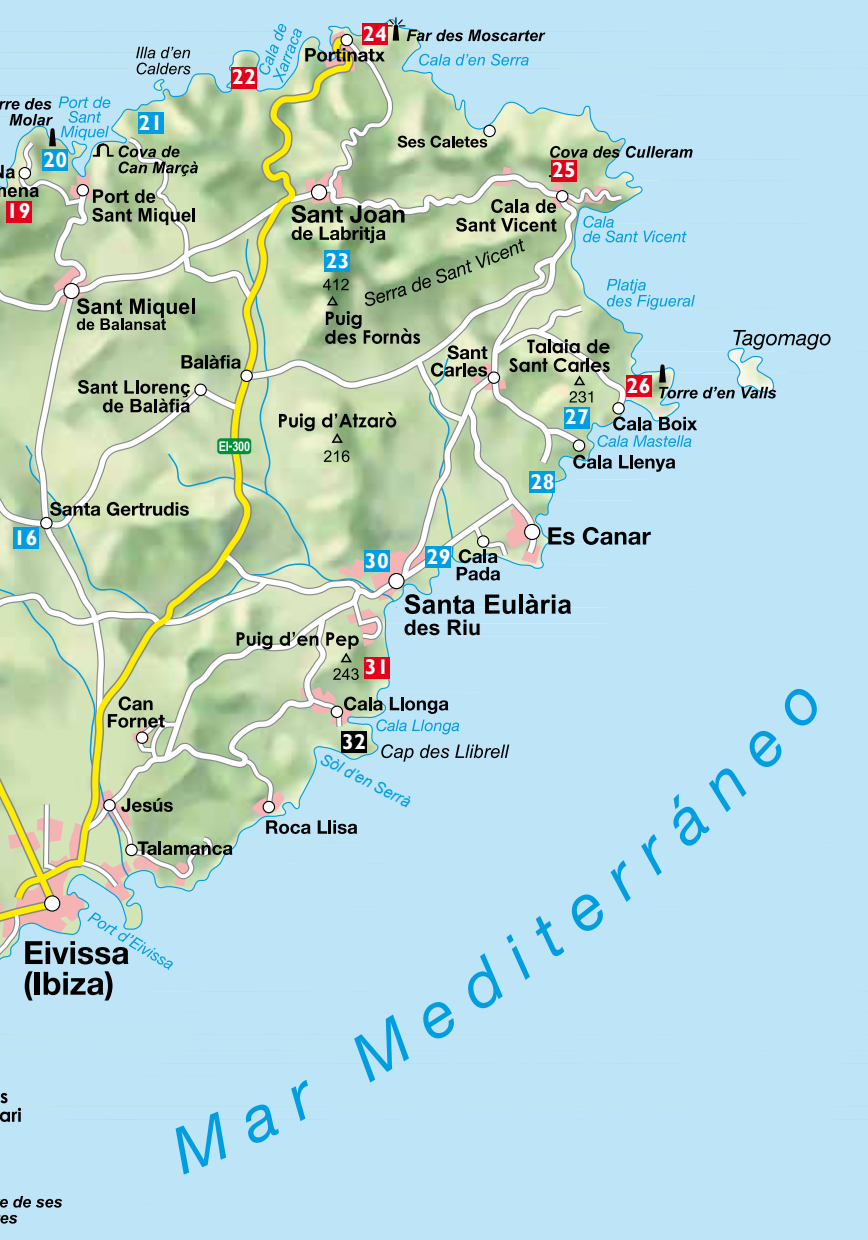 24
Far des Moscarter
Portinatx
Cala de
Xarraca
Cala d'en Serra
Illa d'en
Calders
22
rre des
Molar
Port de
Sant
Miquel
21
20
Cova de
Can Marçà
Ses Caletes
Cova des Culleram
25
Na
mena
19
Port de
Sant Miquel
Sant Joan
de Labritja
Cala de
Sant Vicent
Cala
de Sant Vicent
23
412
Puig
des Fornàs
Serra de Sant Vicent
Platja
des Figueral
Sant Miquel
de Balansat
Tagomago
Sant
Carles
Talaia de
Sant Carles
231
26
Torre d'en Valls
Balàfia
Sant Llorenç
de Balàfia
27
Cala Boix
Cala Mastella
Puig d'Atzarò
216
EI-300
Cala Llenya
28
Santa Gertrudis
16
Es Canar
30
29
Cala
Pada
Santa Eulària
des Riu
Puig d'en Pep
243
31
Can
Fornet
Cala Llonga
Cala Llonga
32
Cap des Llibrell
Sòl d'en Serrà
Jesús
Roca Llisa
Talamanca
Port d'Eivissa
Eivissa
(Ibiza)
Mar Mediterráneo
s
ari
e de ses
res